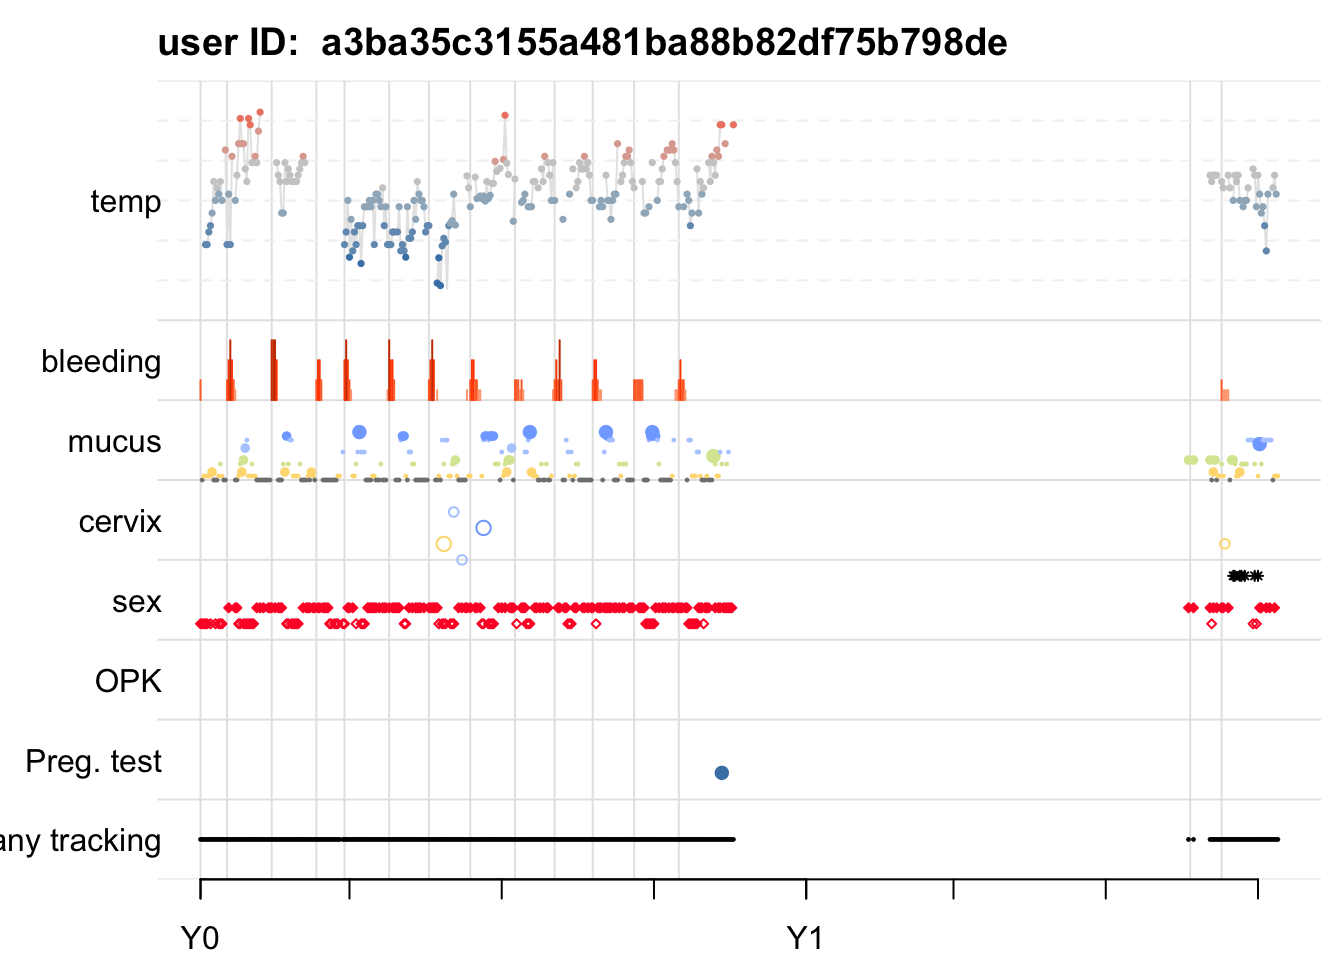 user ID: a3ba35c3155a481ba88b82df75b798de
temp
bleeding
mucus
cervix
sex
OPK
Preg. test
any tracking
Y0 Y1